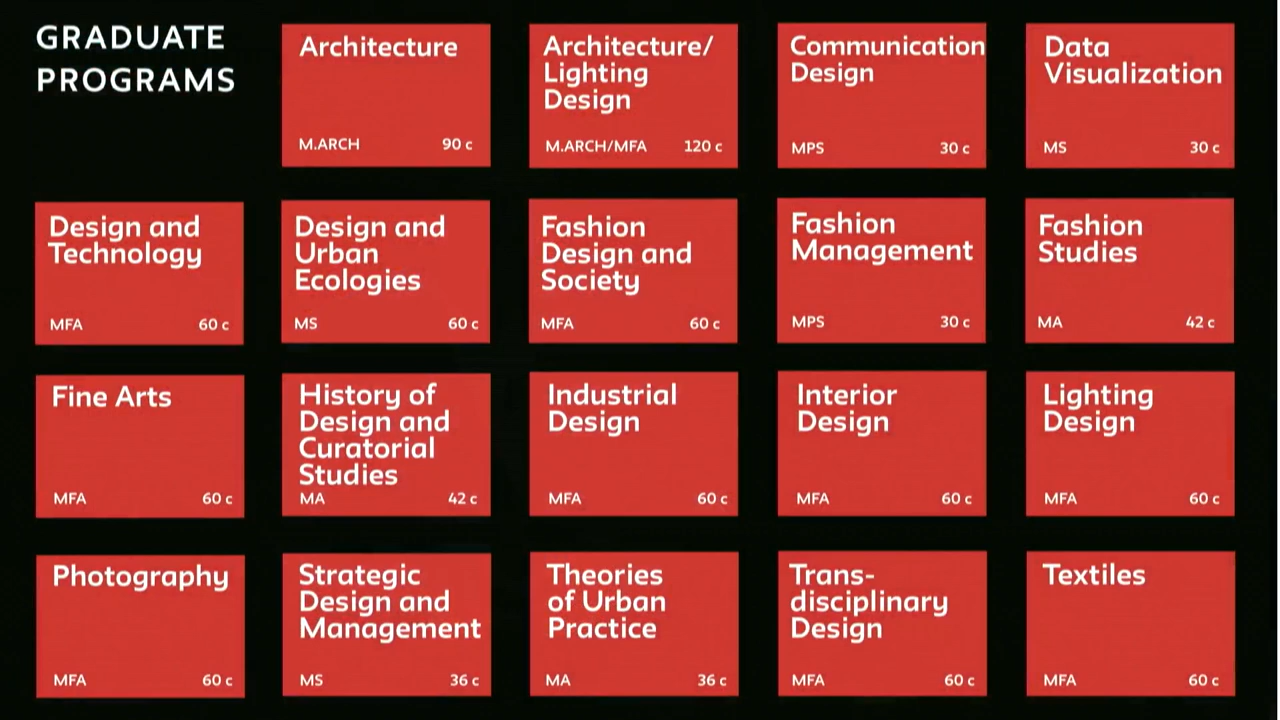 GRADUATE
PROGRAMS
Architecture
M.ARCH 90 c
Architecture/
Lighting
Design
M.ARCH/MFA 120 c
Communication
Design
MPS 30 c
Data
Visualization
MS 30 c
Design and
Technology
MFA 60 c
Design and
Urban
Ecologies
MS 60 c
Fashion
Design and
Society
MFA 60 c
Fashion
Management
MPS 30 c
Fashion
Studies
MA 42 c
Fine Arts
MFA 60 c
History of
Design and
Curatorial
Studies
MA 42 c
Industrial
Design
MFA 60 c
Interior
Design
MFA 60 c
Lighting
Design
MFA 60 c
Photography
MFA 60 c
Strategic
Design and
Management
MS 36 c
Theories
of Urban
Practice
MA 36 c
Trans-
disciplinary
Design
MFA 60 c
Textiles
MFA 60 c